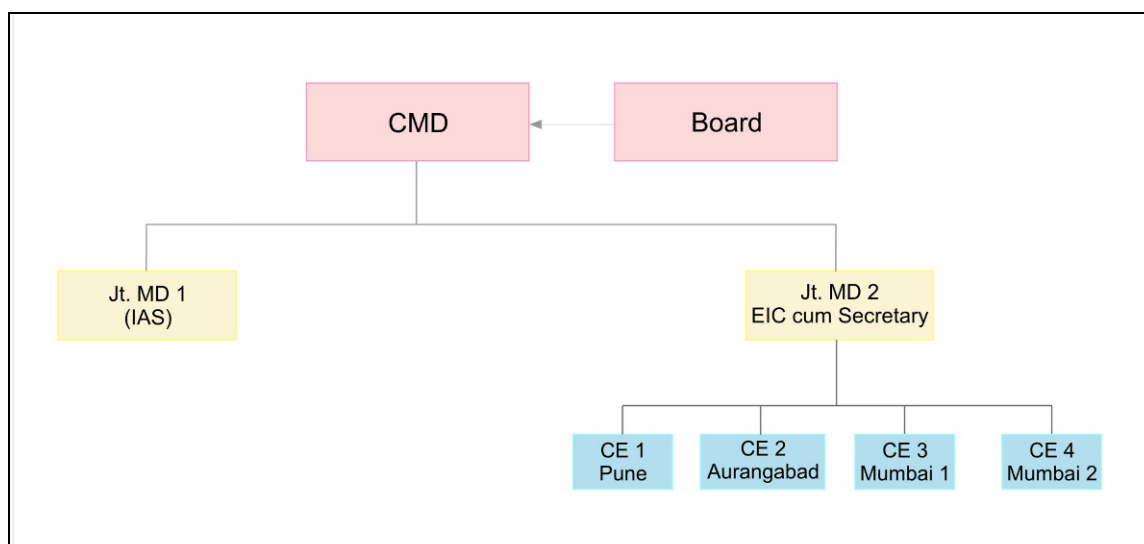 CMD
Board
Jt. MD 1
(IAS)
Jt. MD 2
EIC cum Secretary
CE 1
Pune
CE 2
Aurangabad
CE 3
Mumbai 1
CE 4
Mumbai 2